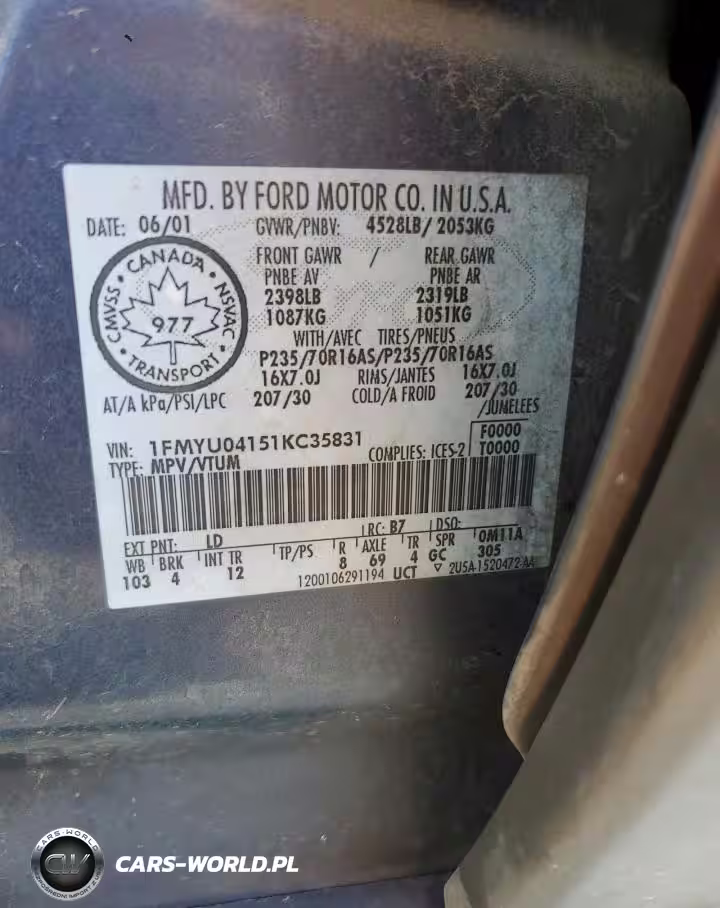 MFD. BY FORD MOTOR CO. IN U.S.A.
DATE: 06/01 GVWR/PNBV: 4528LB/ 2053KG
FRONT GAWR / REAR GAWR
PNBE AV PNBE AR
2398LB 2319LB
1087KG 1051KG
WITH/AVEC TIRES/PNEUS
P235/70R16AS/P235/70R16AS
16X7.0J RIMS/JANTES 16X7.0J
AT/A kPa/PSI/LPC 207/30 COLD/A FROID 207/30
/JUMELEES
CANADA
CMVSS • NSVAC
977
• TRANSPORT •
VIN: 1FMYU04151KC35831 COMPLIES: ICES-2 F0000
TYPE: MPV/VTUM T0000
EXT PNT: LD RC: B7 DSO:
WB BRK INT TR TP/PS R AXLE TR SPR 0M11A
103 4 12 8 69 4 GC 305
1200106291194 UCT ▽ 2U5A-1520472-AA
CARS-WORLD
CW
CARS-WORLD.PL